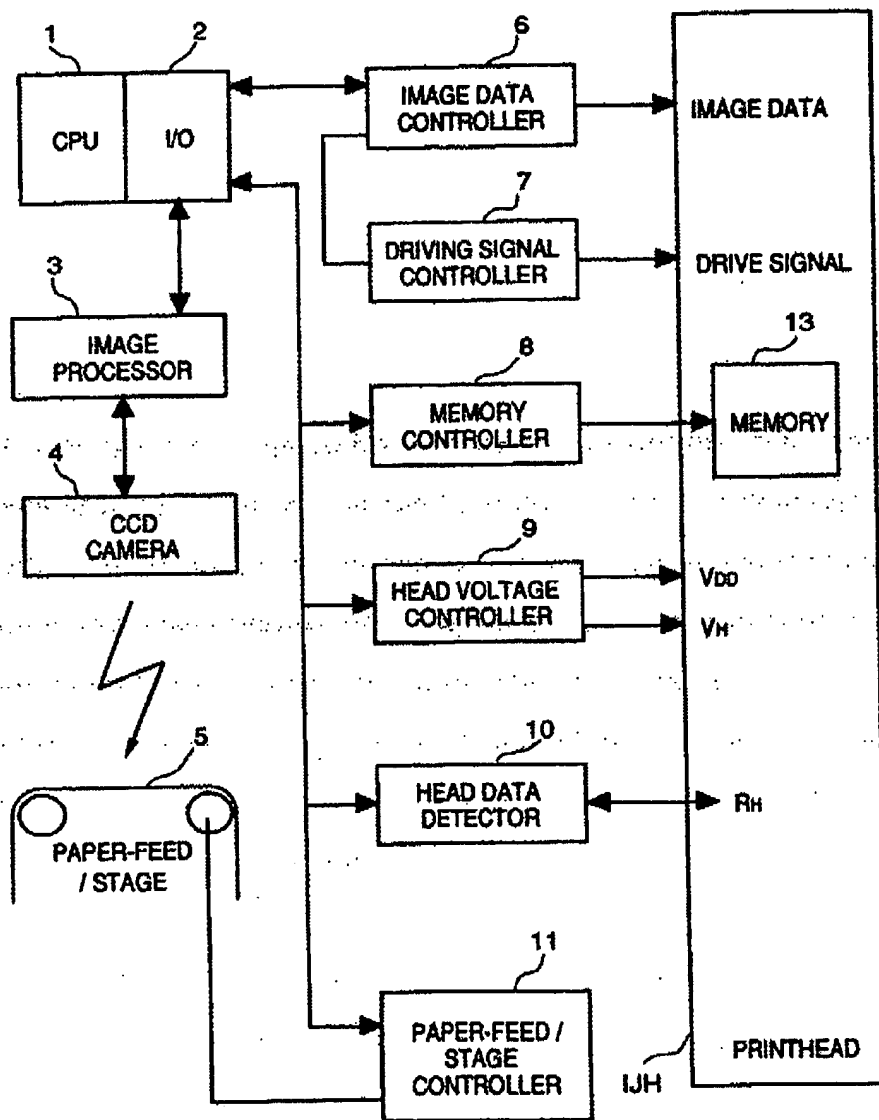 1
2
CPU
I/O
6
IMAGE DATA
CONTROLLER
IMAGE DATA
7
DRIVING SIGNAL
CONTROLLER
DRIVE SIGNAL
3
IMAGE
PROCESSOR
8
MEMORY
CONTROLLER
13
MEMORY
4
CCD
CAMERA
9
HEAD VOLTAGE
CONTROLLER
VDD
VH
5
PAPER-FEED
/ STAGE
10
HEAD DATA
DETECTOR
RH
11
PAPER-FEED /
STAGE
CONTROLLER
IJH
PRINTHEAD